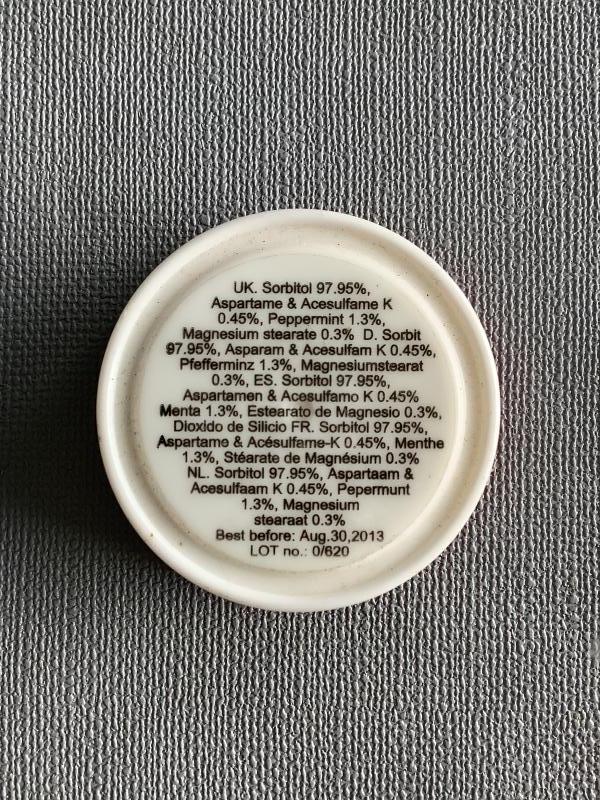 UK. Sorbitol 97.95%,
Aspartame & Acesulfame K
0.45%, Peppermint 1.3%,
Magnesium stearate 0.3% D. Sorbit
97.95%, Asparam & Acesulfam K 0.45%,
Pfefferminz 1.3%, Magnesiumstearat
0.3%, ES. Sorbitol 97.95%,
Aspartamen & Acesulfamo K 0.45%
Menta 1.3%, Estearato de Magnesio 0.3%,
Dioxido de Silicio FR. Sorbitol 97.95%,
Aspartame & Acésulfame-K 0.45%, Menthe
1.3%, Stéarate de Magnésium 0.3%
NL. Sorbitol 97.95%, Aspartaam &
Acesulfaam K 0.45%, Pepermunt
1.3%, Magnesium
stearaat 0.3%
Best before: Aug.30,2013
LOT no.: 0/620